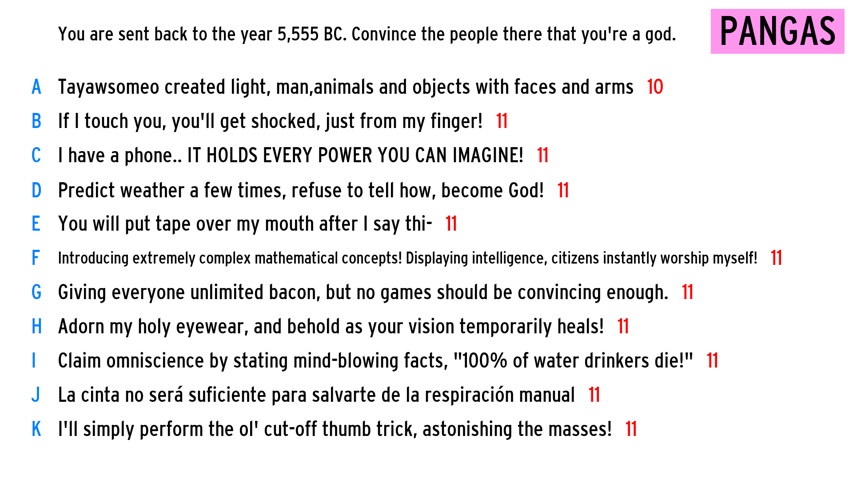 You are sent back to the year 5,555 BC. Convince the people there that you're a god. PANGAS
A Tayawsomeo created light, man,animals and objects with faces and arms 10
B If I touch you, you'll get shocked, just from my finger! 11
C I have a phone.. IT HOLDS EVERY POWER YOU CAN IMAGINE! 11
D Predict weather a few times, refuse to tell how, become God! 11
E You will put tape over my mouth after I say thi- 11
F Introducing extremely complex mathematical concepts! Displaying intelligence, citizens instantly worship myself! 11
G Giving everyone unlimited bacon, but no games should be convincing enough. 11
H Adorn my holy eyewear, and behold as your vision temporarily heals! 11
I Claim omniscience by stating mind-blowing facts, "100% of water drinkers die!" 11
J La cinta no será suficiente para salvarte de la respiración manual 11
K I'll simply perform the ol' cut-off thumb trick, astonishing the masses! 11